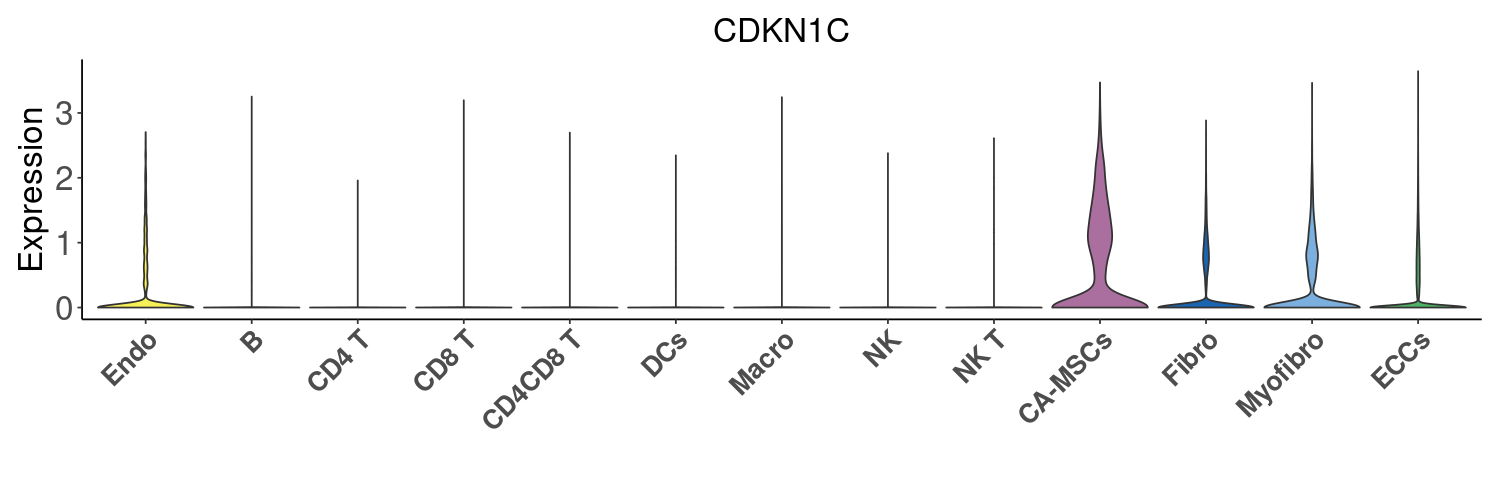 CDKN1C
Expression
3
2
1
0
Endo
B
CD4 T
CD8 T
CD4CD8 T
DCs
Macro
NK
NK T
CA-MSCs
Fibro
Myofibro
ECCs